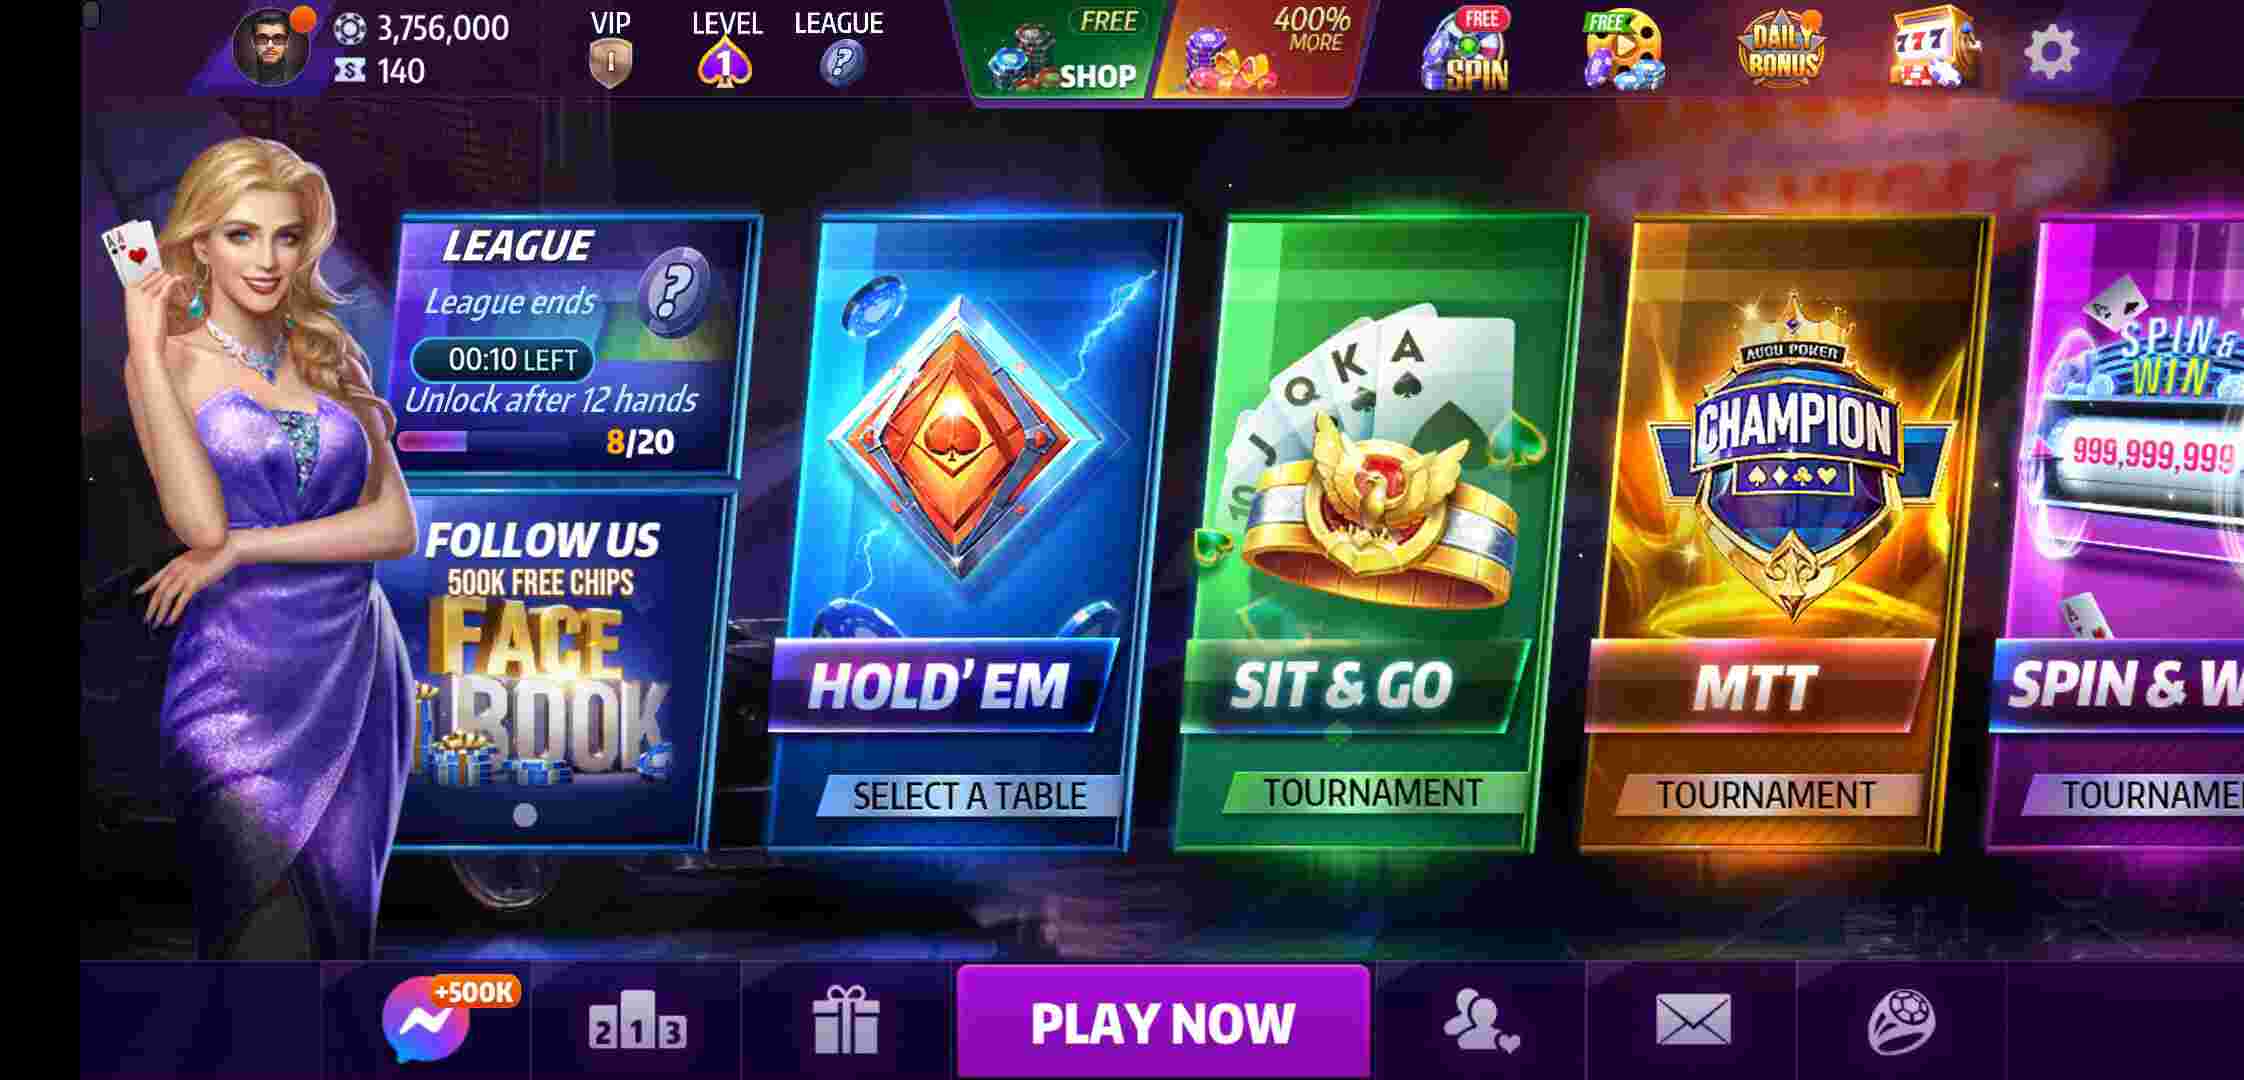 3,756,000
140
VIP
LEVEL
1
LEAGUE
FREE
SHOP
400%
MORE
FREE
SPIN
FREE
DAILY
BONUS
777
LEAGUE
League ends
00:10 LEFT
Unlock after 12 hands
8/20
FOLLOW US
500K FREE CHIPS
FACE
BOOK
HOLD' EM
SELECT A TABLE
10 J Q K A
SIT & GO
TOURNAMENT
CHAMPION
MTT
TOURNAMENT
SPIN &
WIN
999,999,999
SPIN & W
TOURNAME
+500K
2 1 3
PLAY NOW